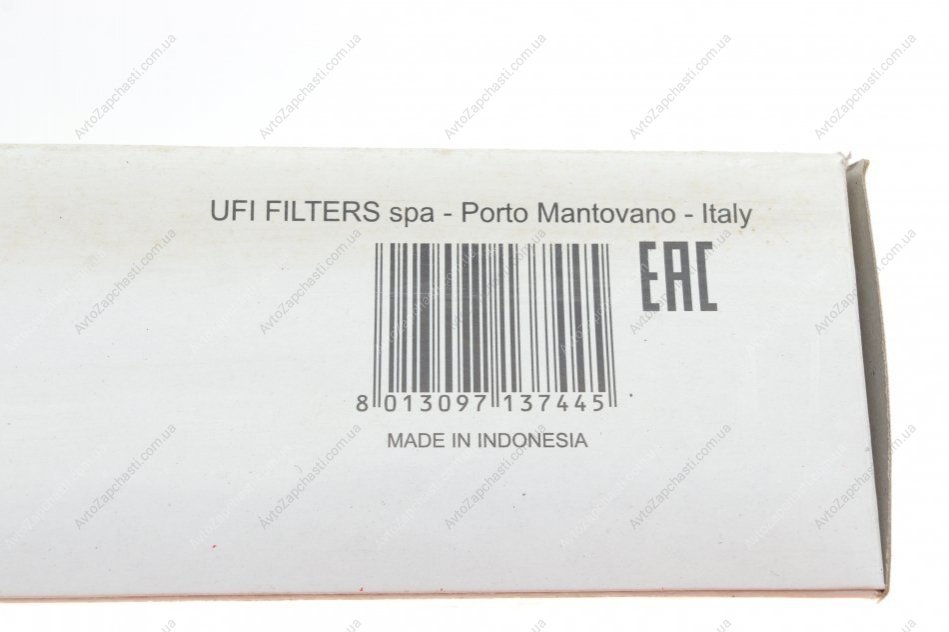 UFI FILTERS spa - Porto Mantovano - Italy
EAC
8 013097 137445
MADE IN INDONESIA
AvtoZapchasti.com.ua